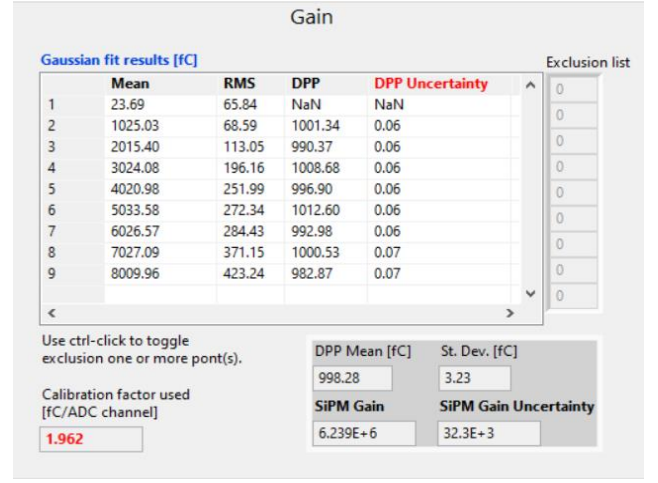 Gain
Gaussian fit results [fC]
Exclusion list
Mean RMS DPP DPP Uncertainty
1 23.69 65.84 NaN NaN
2 1025.03 68.59 1001.34 0.06
3 2015.40 113.05 990.37 0.06
4 3024.08 196.16 1008.68 0.06
5 4020.98 251.99 996.90 0.06
6 5033.58 272.34 1012.60 0.06
7 6026.57 284.43 992.98 0.06
8 7027.09 371.15 1000.53 0.07
9 8009.96 423.24 982.87 0.07
0
0
0
0
0
0
0
0
0
Use ctrl-click to toggle
exclusion one or more pont(s).
Calibration factor used
[fC/ADC channel]
1.962
DPP Mean [fC] St. Dev. [fC]
998.28 3.23
SiPM Gain SiPM Gain Uncertainty
6.239E+6 32.3E+3